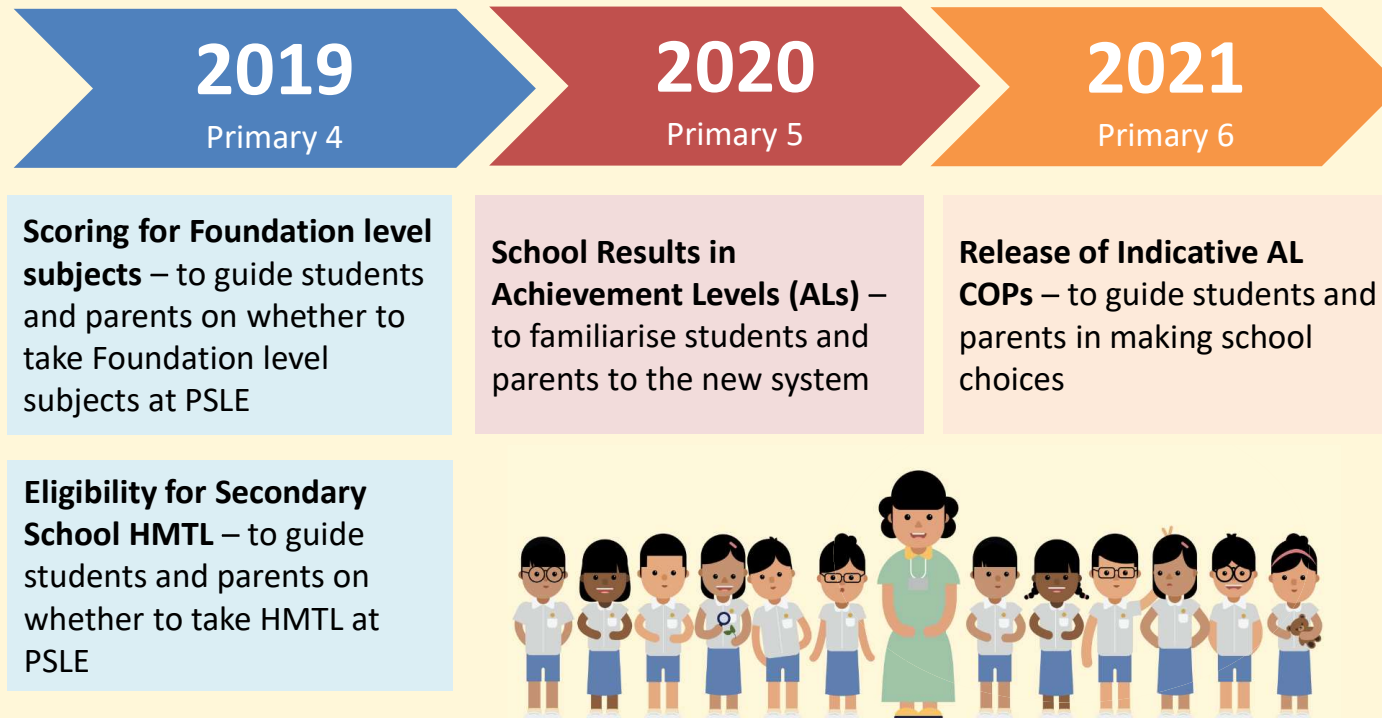 2019
Primary 4
2020
Primary 5
2021
Primary 6
Scoring for Foundation level
subjects – to guide students
and parents on whether to
take Foundation level
subjects at PSLE
Eligibility for Secondary
School HMTL – to guide
students and parents on
whether to take HMTL at
PSLE
School Results in
Achievement Levels (ALs) –
to familiarise students and
parents to the new system
Release of Indicative AL
COPs – to guide students and
parents in making school
choices